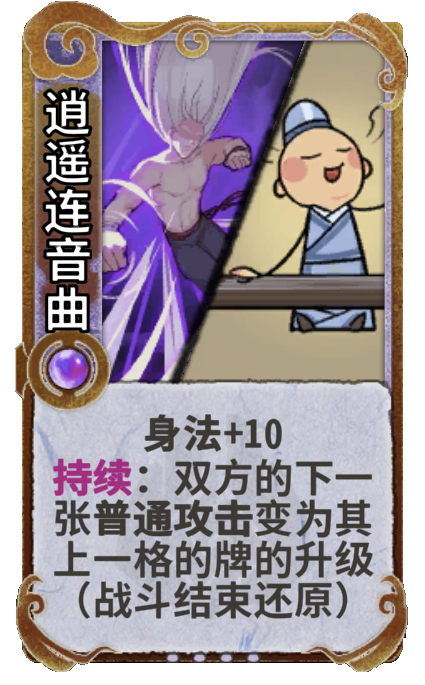 逍遥连音曲
身法+10
持续：双方的下一
张普通攻击变为其
上一格的牌的升级
（战斗结束还原）